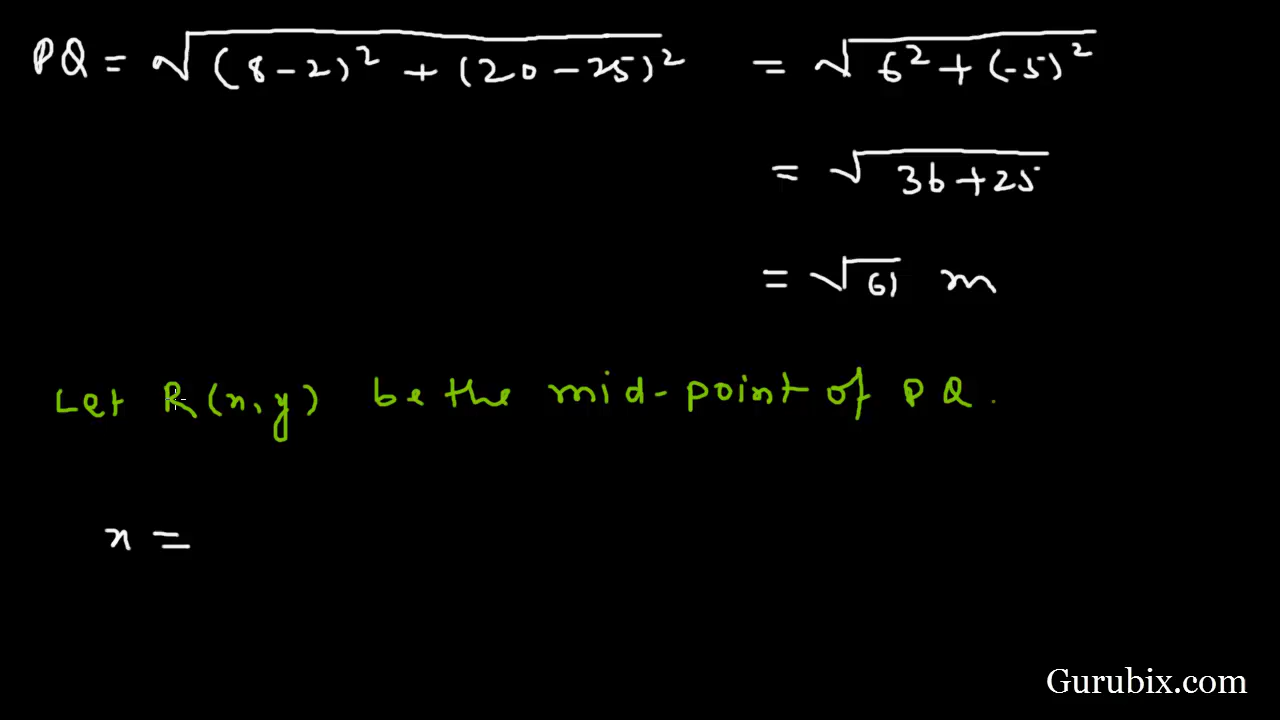 PQ = √(8-2)² + (20-25)² = √6² + (-5)²
= √36+25
= √61 m
Let R(x,y) be the mid-point of PQ.
x =
Gurubix.com